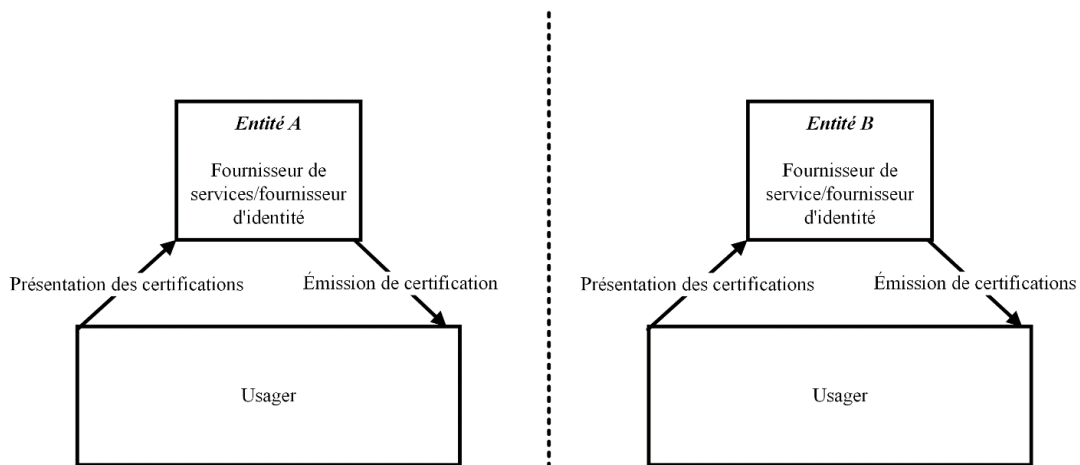 Entité A
Fournisseur de
services/fournisseur
d'identité
Présentation des certifications
Émission de certification
Usager
Entité B
Fournisseur de
service/fournisseur
d'identité
Présentation des certifications
Émission de certifications
Usager